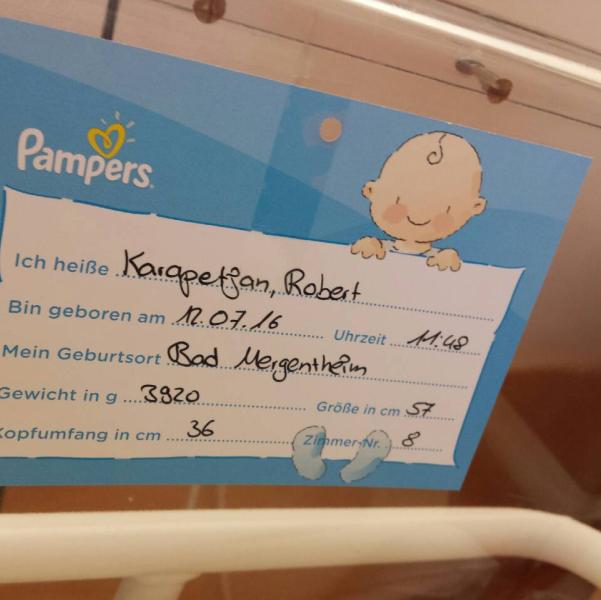 Pampers
Ich heiße Karapetjan, Robert
Bin geboren am 12.07.16 Uhrzeit 11:48
Mein Geburtsort Bad Mergentheim
Gewicht in g 3920 Größe in cm 57
Kopfumfang in cm 36 Zimmer-Nr. 8